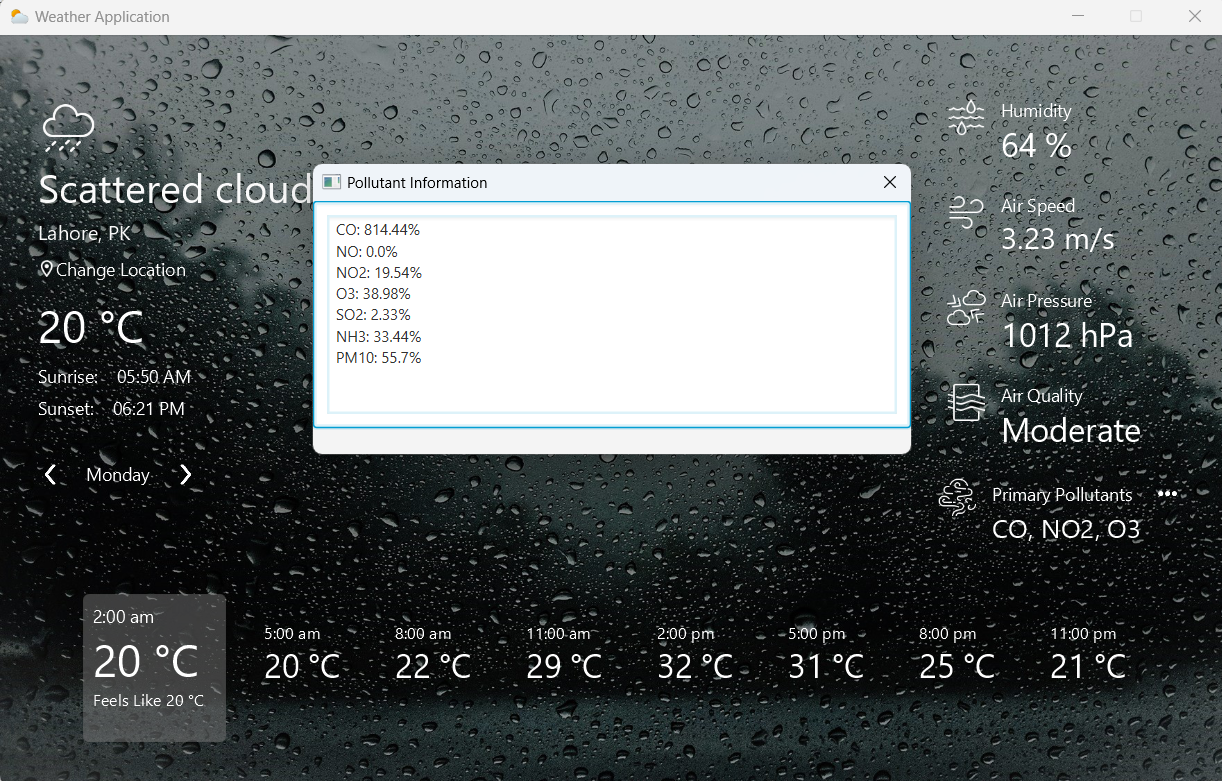 Weather Application
Scattered cloud
Lahore, PK
Change Location
20 °C
Sunrise: 05:50 AM
Sunset: 06:21 PM
Monday
Pollutant Information
CO: 814.44%
NO: 0.0%
NO2: 19.54%
O3: 38.98%
SO2: 2.33%
NH3: 33.44%
PM10: 55.7%
Humidity
64 %
Air Speed
3.23 m/s
Air Pressure
1012 hPa
Air Quality
Moderate
Primary Pollutants
CO, NO2, O3
2:00 am
20 °C
Feels Like 20 °C
5:00 am
20 °C
8:00 am
22 °C
11:00 am
29 °C
2:00 pm
32 °C
5:00 pm
31 °C
8:00 pm
25 °C
11:00 pm
21 °C